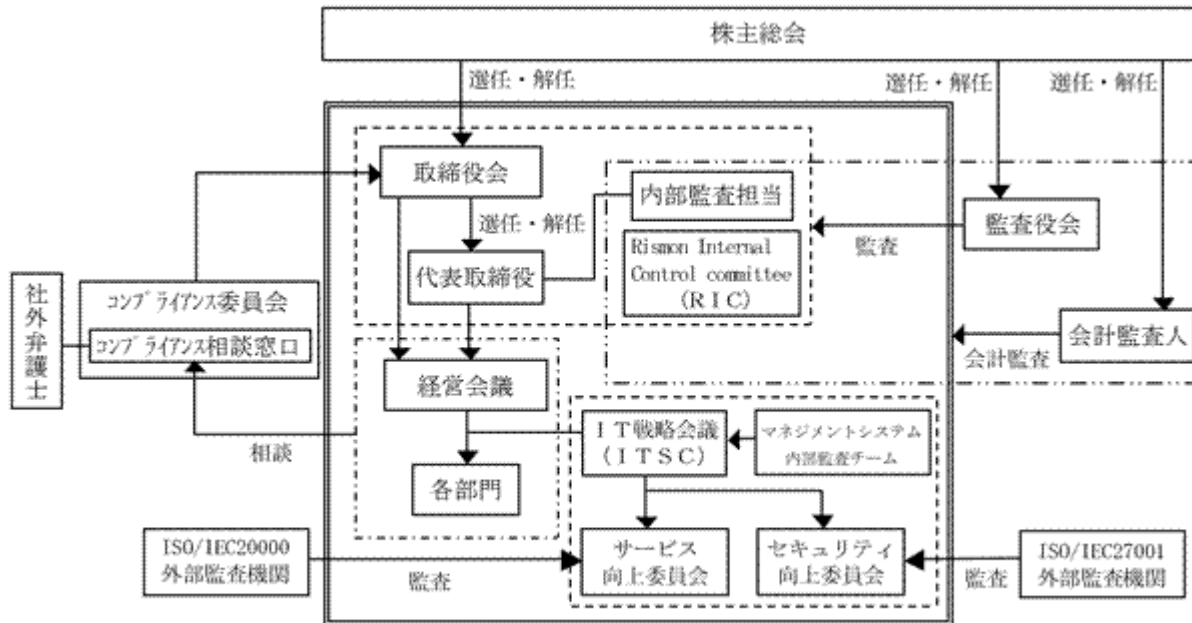 株主総会
選任・解任
選任・解任
選任・解任
取締役会
内部監査担当
選任・解任
監査
監査役会
Rismon Internal
Control committee
(RIC)
代表取締役
社外弁護士
コンプライアンス委員会
コンプライアンス相談窓口
会計監査人
会計監査
経営会議
相談
IT戦略会議
(ITSC)
マネジメントシステム
内部監査チーム
各部門
ISO/IEC20000
外部監査機関
監査
サービス
向上委員会
セキュリティ
向上委員会
監査
ISO/IEC27001
外部監査機関